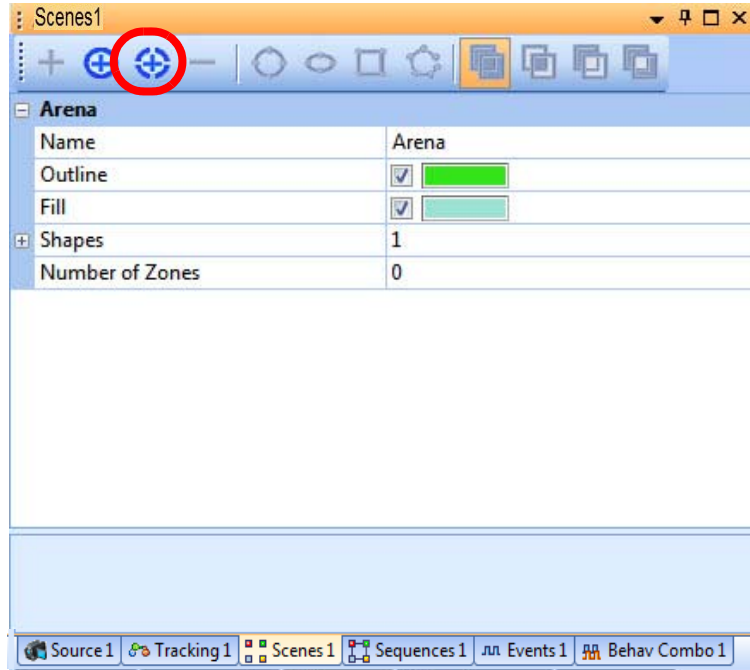 Scenes1
Arena
Name Arena
Outline
Fill
Shapes 1
Number of Zones 0
Source 1 Tracking 1 Scenes 1 Sequences 1 Events 1 Behav Combo 1